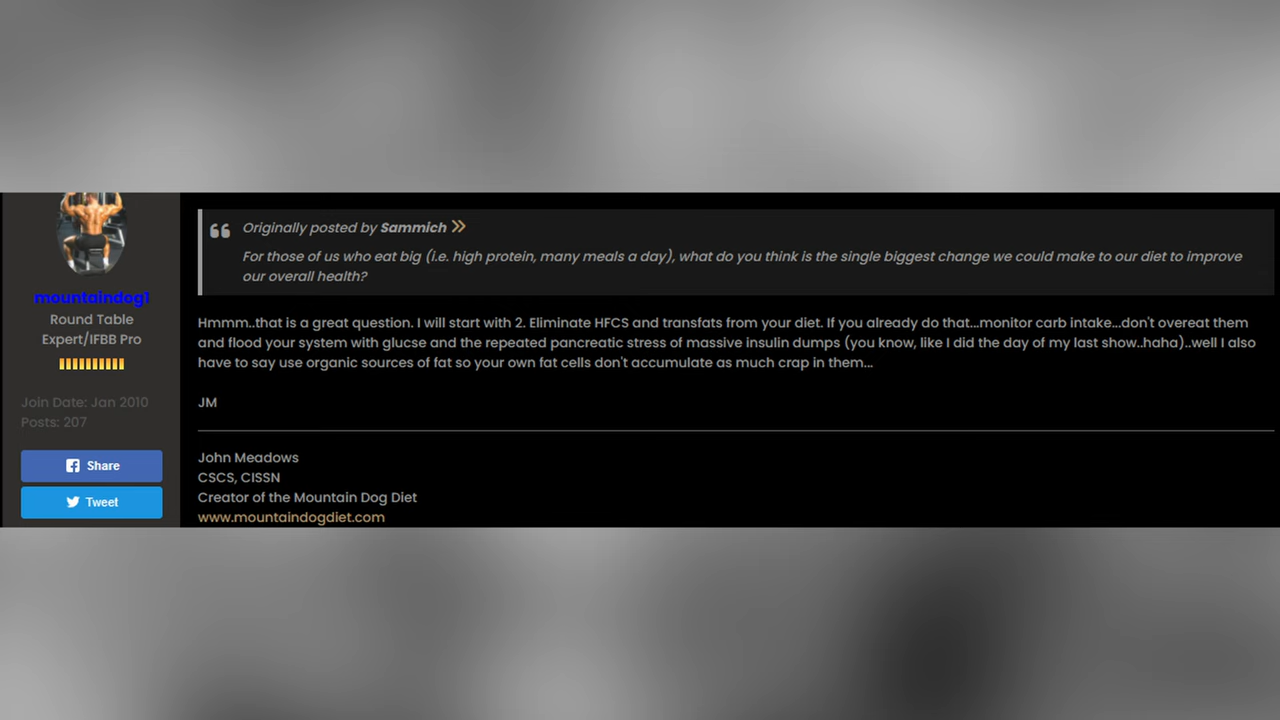 Originally posted by Sammich
For those of us who eat big (i.e. high protein, many meals a day), what do you think is the single biggest change we could make to our diet to improve
our overall health?
mountaindog1
Round Table
Expert/IFBB Pro
Join Date: Jan 2010
Posts: 207
Share
Tweet
Hmmm..that is a great question. I will start with 2. Eliminate HFCS and transfats from your diet. If you already do that...monitor carb intake...don't overeat them
and flood your system with glucse and the repeated pancreatic stress of massive insulin dumps (you know, like I did the day of my last show..haha)..well I also
have to say use organic sources of fat so your own fat cells don't accumulate as much crap in them...
JM
John Meadows
CSCS, CISSN
Creator of the Mountain Dog Diet
www.mountaindogdiet.com